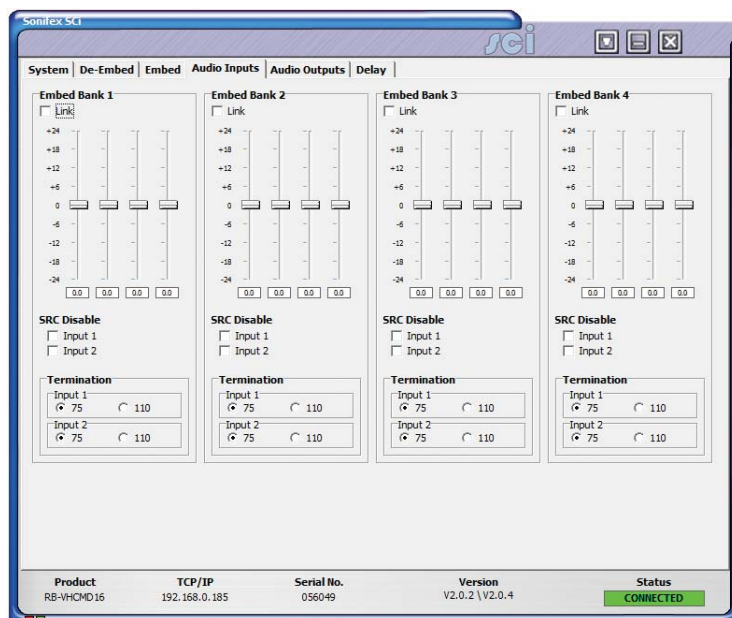 Sonifex SCi
sci
System De-Embed Embed Audio Inputs Audio Outputs Delay
Embed Bank 1 Embed Bank 2 Embed Bank 3 Embed Bank 4
Link Link Link Link
+24 +24 +24 +24
+18 +18 +18 +18
+12 +12 +12 +12
+6 +6 +6 +6
0 0 0 0
-6 -6 -6 -6
-12 -12 -12 -12
-18 -18 -18 -18
-24 -24 -24 -24
0.0 0.0 0.0 0.0 0.0 0.0 0.0 0.0 0.0 0.0 0.0 0.0 0.0 0.0 0.0 0.0
SRC Disable SRC Disable SRC Disable SRC Disable
Input 1 Input 1 Input 1 Input 1
Input 2 Input 2 Input 2 Input 2
Termination Termination Termination Termination
Input 1 Input 1 Input 1 Input 1
75 110 75 110 75 110 75 110
Input 2 Input 2 Input 2 Input 2
75 110 75 110 75 110 75 110
Product TCP/IP Serial No. Version Status
RB-VHCMD16 192.168.0.185 056049 V2.0.2 \ V2.0.4 CONNECTED